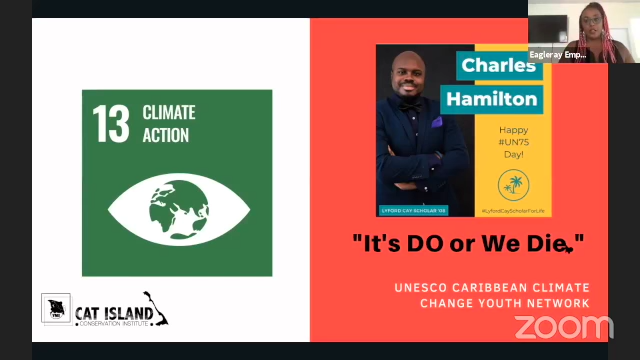 13 CLIMATE
ACTION
CAT ISLAND
CONSERVATION INSTITUTE
Charles
Hamilton
Happy
#UN75
Day!
LYFORD CAY SCHOLAR '09
#LyfordCayScholarForLife
"It's DO or We Die."
UNESCO CARIBBEAN CLIMATE
CHANGE YOUTH NETWORK
Eagleray Emp...
zoom